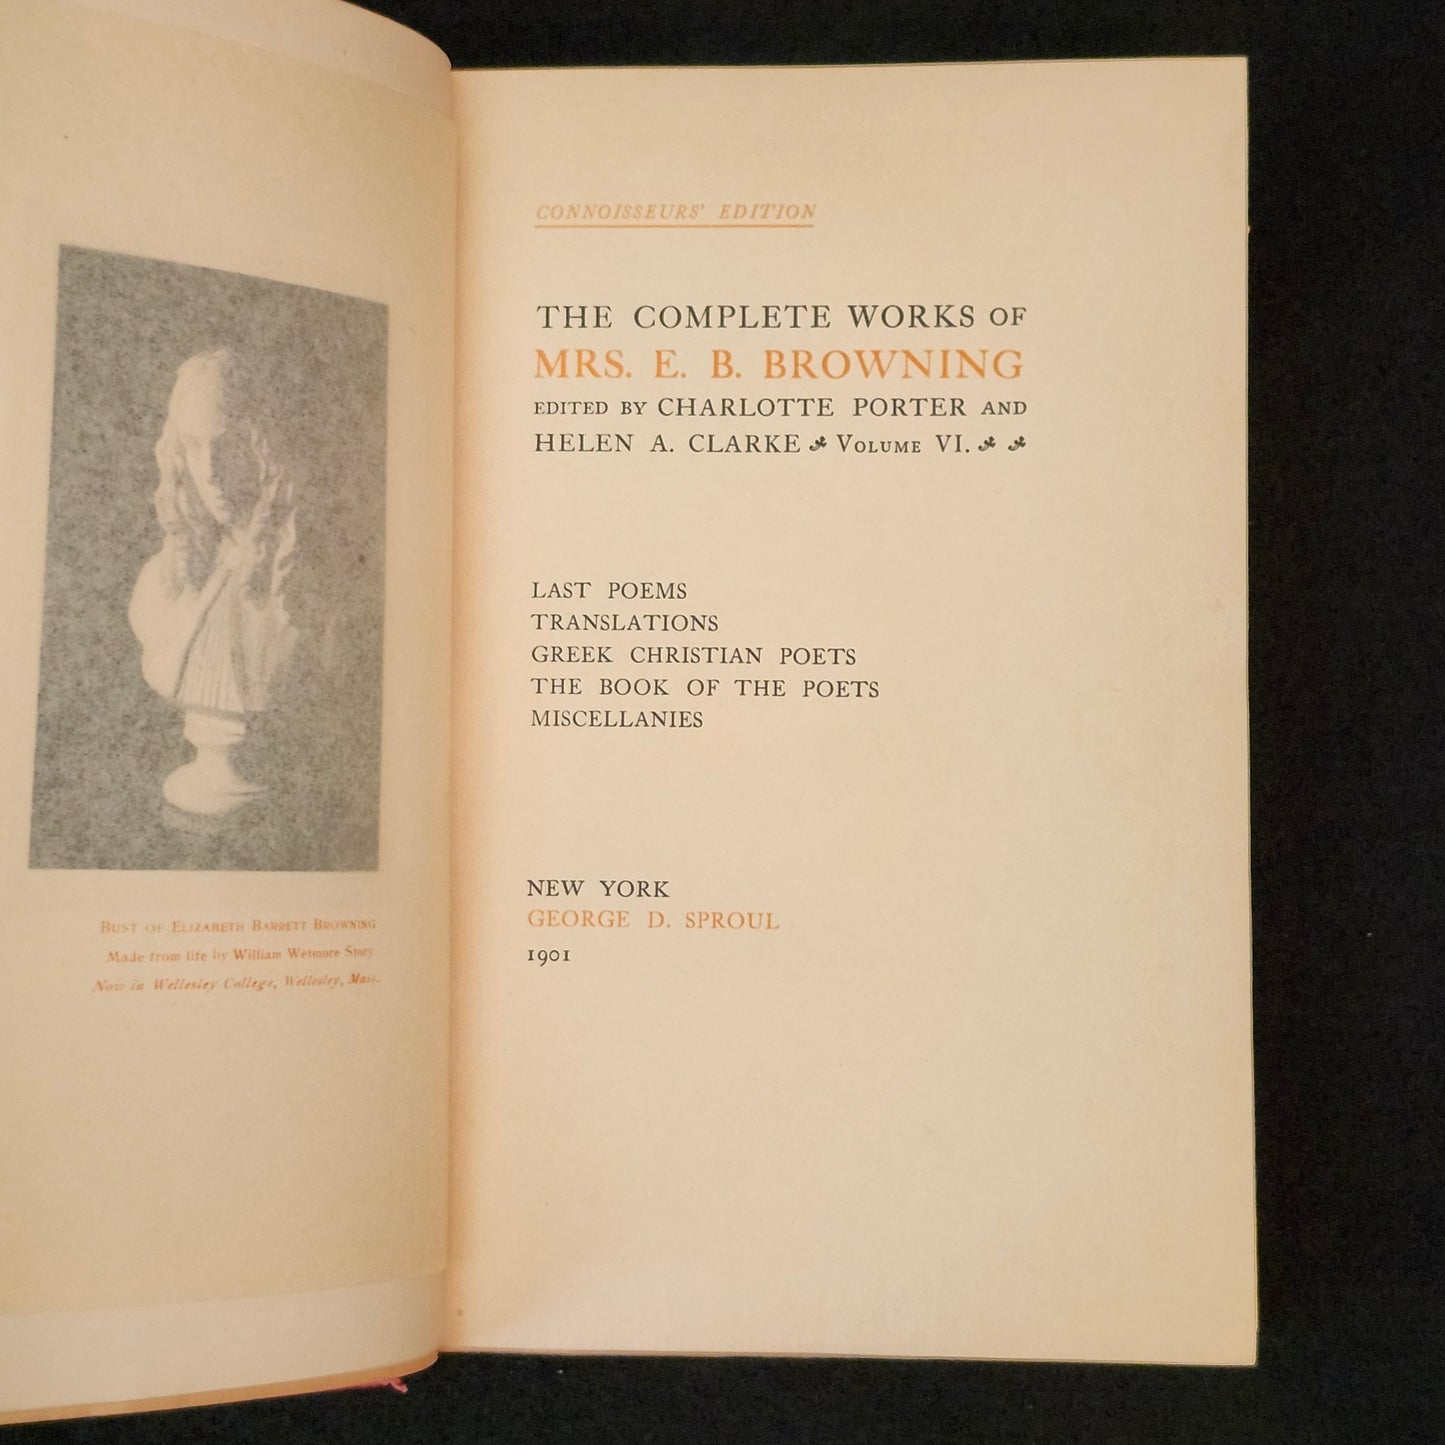 BUST OF ELIZABETH BARRETT BROWNING
Made from life by William Wetmore Story
Now in Wellesley College, Wellesley, Mass.
CONNOISSEURS' EDITION
THE COMPLETE WORKS OF
MRS. E. B. BROWNING
EDITED BY CHARLOTTE PORTER AND
HELEN A. CLARKE VOLUME VI.
LAST POEMS
TRANSLATIONS
GREEK CHRISTIAN POETS
THE BOOK OF THE POETS
MISCELLANIES
NEW YORK
GEORGE D. SPROUL
1901